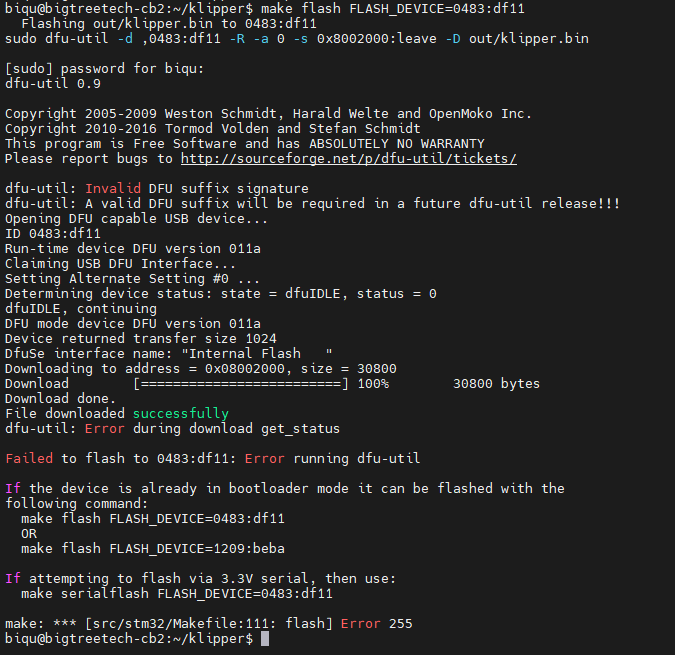 biqu@bigtreetech-cb2:~/klipper$ make flash FLASH_DEVICE=0483:df11
  Flashing out/klipper.bin to 0483:df11
sudo dfu-util -d ,0483:df11 -R -a 0 -s 0x8002000:leave -D out/klipper.bin

[sudo] password for biqu:
dfu-util 0.9

Copyright 2005-2009 Weston Schmidt, Harald Welte and OpenMoko Inc.
Copyright 2010-2016 Tormod Volden and Stefan Schmidt
This program is Free Software and has ABSOLUTELY NO WARRANTY
Please report bugs to http://sourceforge.net/p/dfu-util/tickets/

dfu-util: Invalid DFU suffix signature
dfu-util: A valid DFU suffix will be required in a future dfu-util release!!!
Opening DFU capable USB device...
ID 0483:df11
Run-time device DFU version 011a
Claiming USB DFU Interface...
Setting Alternate Setting #0 ...
Determining device status: state = dfuIDLE, status = 0
dfuIDLE, continuing
DFU mode device DFU version 011a
Device returned transfer size 1024
DfuSe interface name: "Internal Flash   "
Downloading to address = 0x08002000, size = 30800
Download        [=========================] 100%        30800 bytes
Download done.
File downloaded successfully
dfu-util: Error during download get_status

Failed to flash to 0483:df11: Error running dfu-util

If the device is already in bootloader mode it can be flashed with the
following command:
  make flash FLASH_DEVICE=0483:df11
  OR
  make flash FLASH_DEVICE=1209:beba

If attempting to flash via 3.3V serial, then use:
  make serialflash FLASH_DEVICE=0483:df11

make: *** [src/stm32/Makefile:111: flash] Error 255
biqu@bigtreetech-cb2:~/klipper$